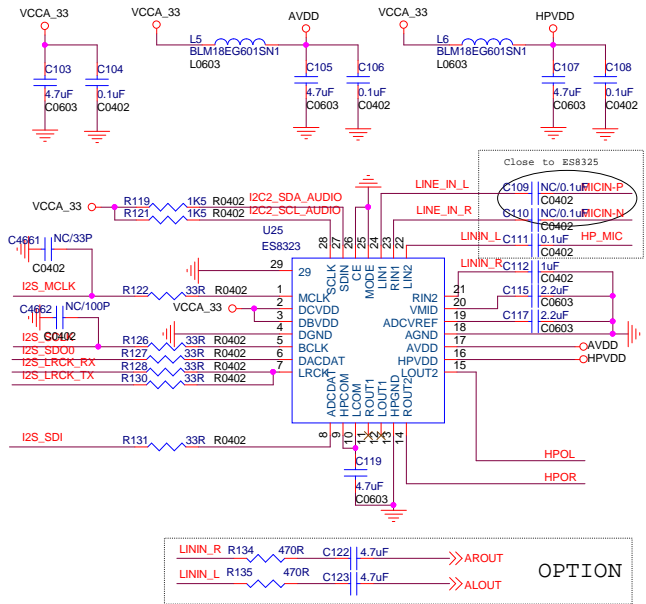 VCCA_33
VCCA_33
AVDD
VCCA_33
HPVDD
L5
BLM18EG601SN1
L0603
L6
BLM18EG601SN1
L0603
C103
4.7uF
C0603
C104
0.1uF
C0402
C105
4.7uF
C0603
C106
0.1uF
C0402
C107
4.7uF
C0603
C108
0.1uF
C0402
Close to ES8325
LINE_IN_L
C109 NC/0.1uF MICIN-P
C0402
LINE_IN_R
C110 NC/0.1uF MICIN-N
C0402
LININ_L
C111 0.1uF HP_MIC
C0402
LININ_R
C112 1uF
C0402
C115 2.2uF
C0603
C117 2.2uF
C0603
VCCA_33
R119 1K5 R0402 I2C2_SDA_AUDIO
R121 1K5 R0402 I2C2_SCL_AUDIO
U25
ES8323
C4661 NC/33P
C0402
I2S_MCLK
R122 33R R0402
VCCA_33
C4662 NC/100P
C0402
I2S_SDO0
I2S_LRCK_RX
I2S_LRCK_TX
R126 33R R0402
R127 33R R0402
R128 33R R0402
R130 33R R0402
I2S_SDI
R131 33R R0402
28 27 26 25 24 23 22
SCLK SDIN CE MODE LIN1 RIN1 LIN2
29 29
1 MCLK
2 DCVDD
3 DBVDD
4 DGND
5 BCLK
6 DACDAT
7 LRCK
RIN2 21
VMID 20
ADCVREF 19
AGND 18
AVDD 17
HPVDD 16
LOUT2 15
ADCDAT HPCOM LCOM ROUT1 LOUT1 HPGND ROUT2
8 9 10 11 12 13 14
AVDD
HPVDD
C119
4.7uF
C0603
HPOL
HPOR
LININ_R R134 470R C122 4.7uF AROUT
LININ_L R135 470R C123 4.7uF ALOUT
OPTION